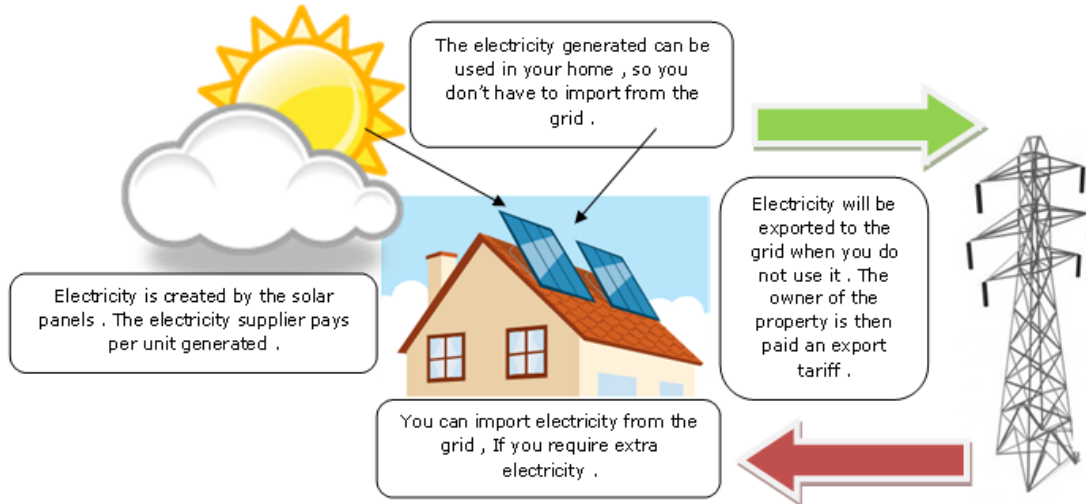 The electricity generated can be
used in your home , so you
don't have to import from the
grid .
Electricity will be
exported to the
grid when you do
not use it . The
owner of the
property is then
paid an export
tariff .
Electricity is created by the solar
panels . The electricity supplier pays
per unit generated .
You can import electricity from the
grid , If you require extra
electricity .